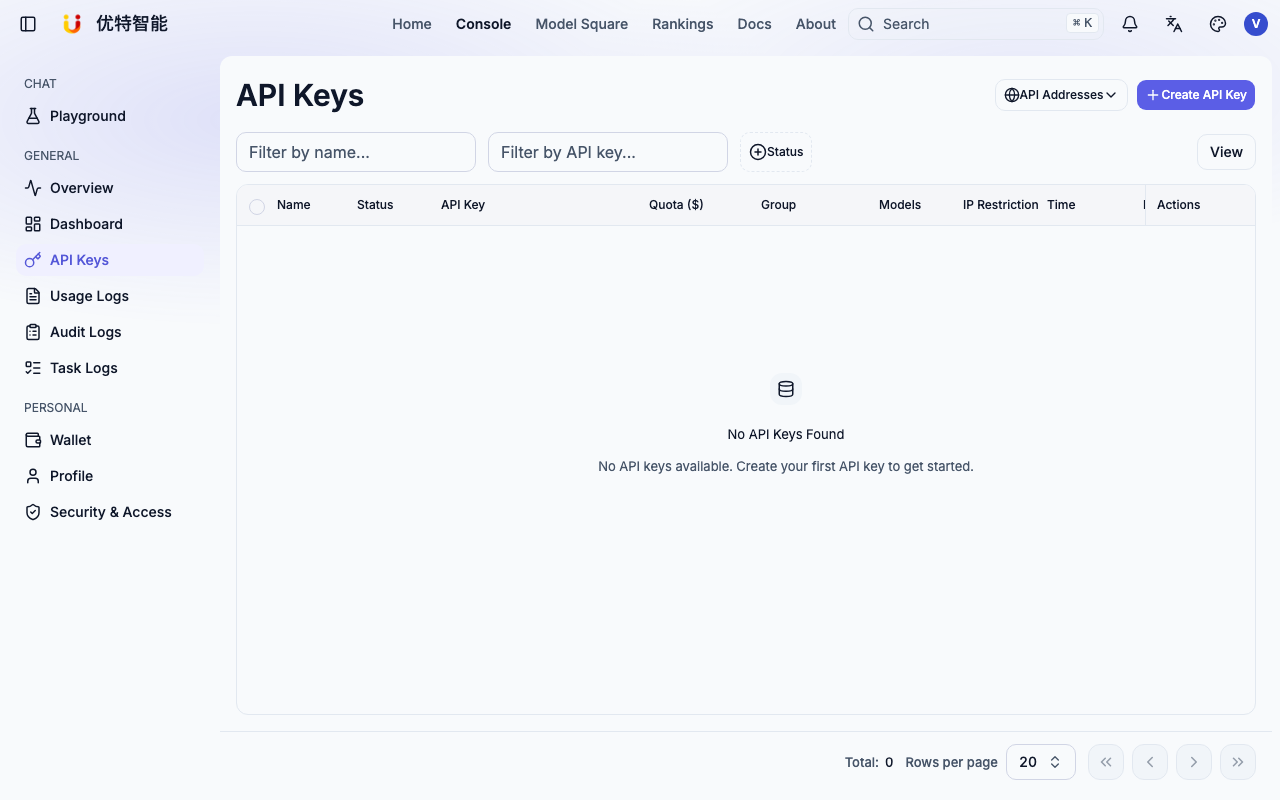 优特智能
Home
Console
Model Square
Rankings
Docs
About
Search
⌘ K
V
CHAT
Playground
GENERAL
Overview
Dashboard
API Keys
Usage Logs
Audit Logs
Task Logs
PERSONAL
Wallet
Profile
Security & Access
API Keys
API Addresses
Create API Key
Filter by name...
Filter by API key...
Status
View
Name Status API Key Quota ($) Group Models IP Restriction Time Actions
No API Keys Found
No API keys available. Create your first API key to get started.
Total: 0 Rows per page 20